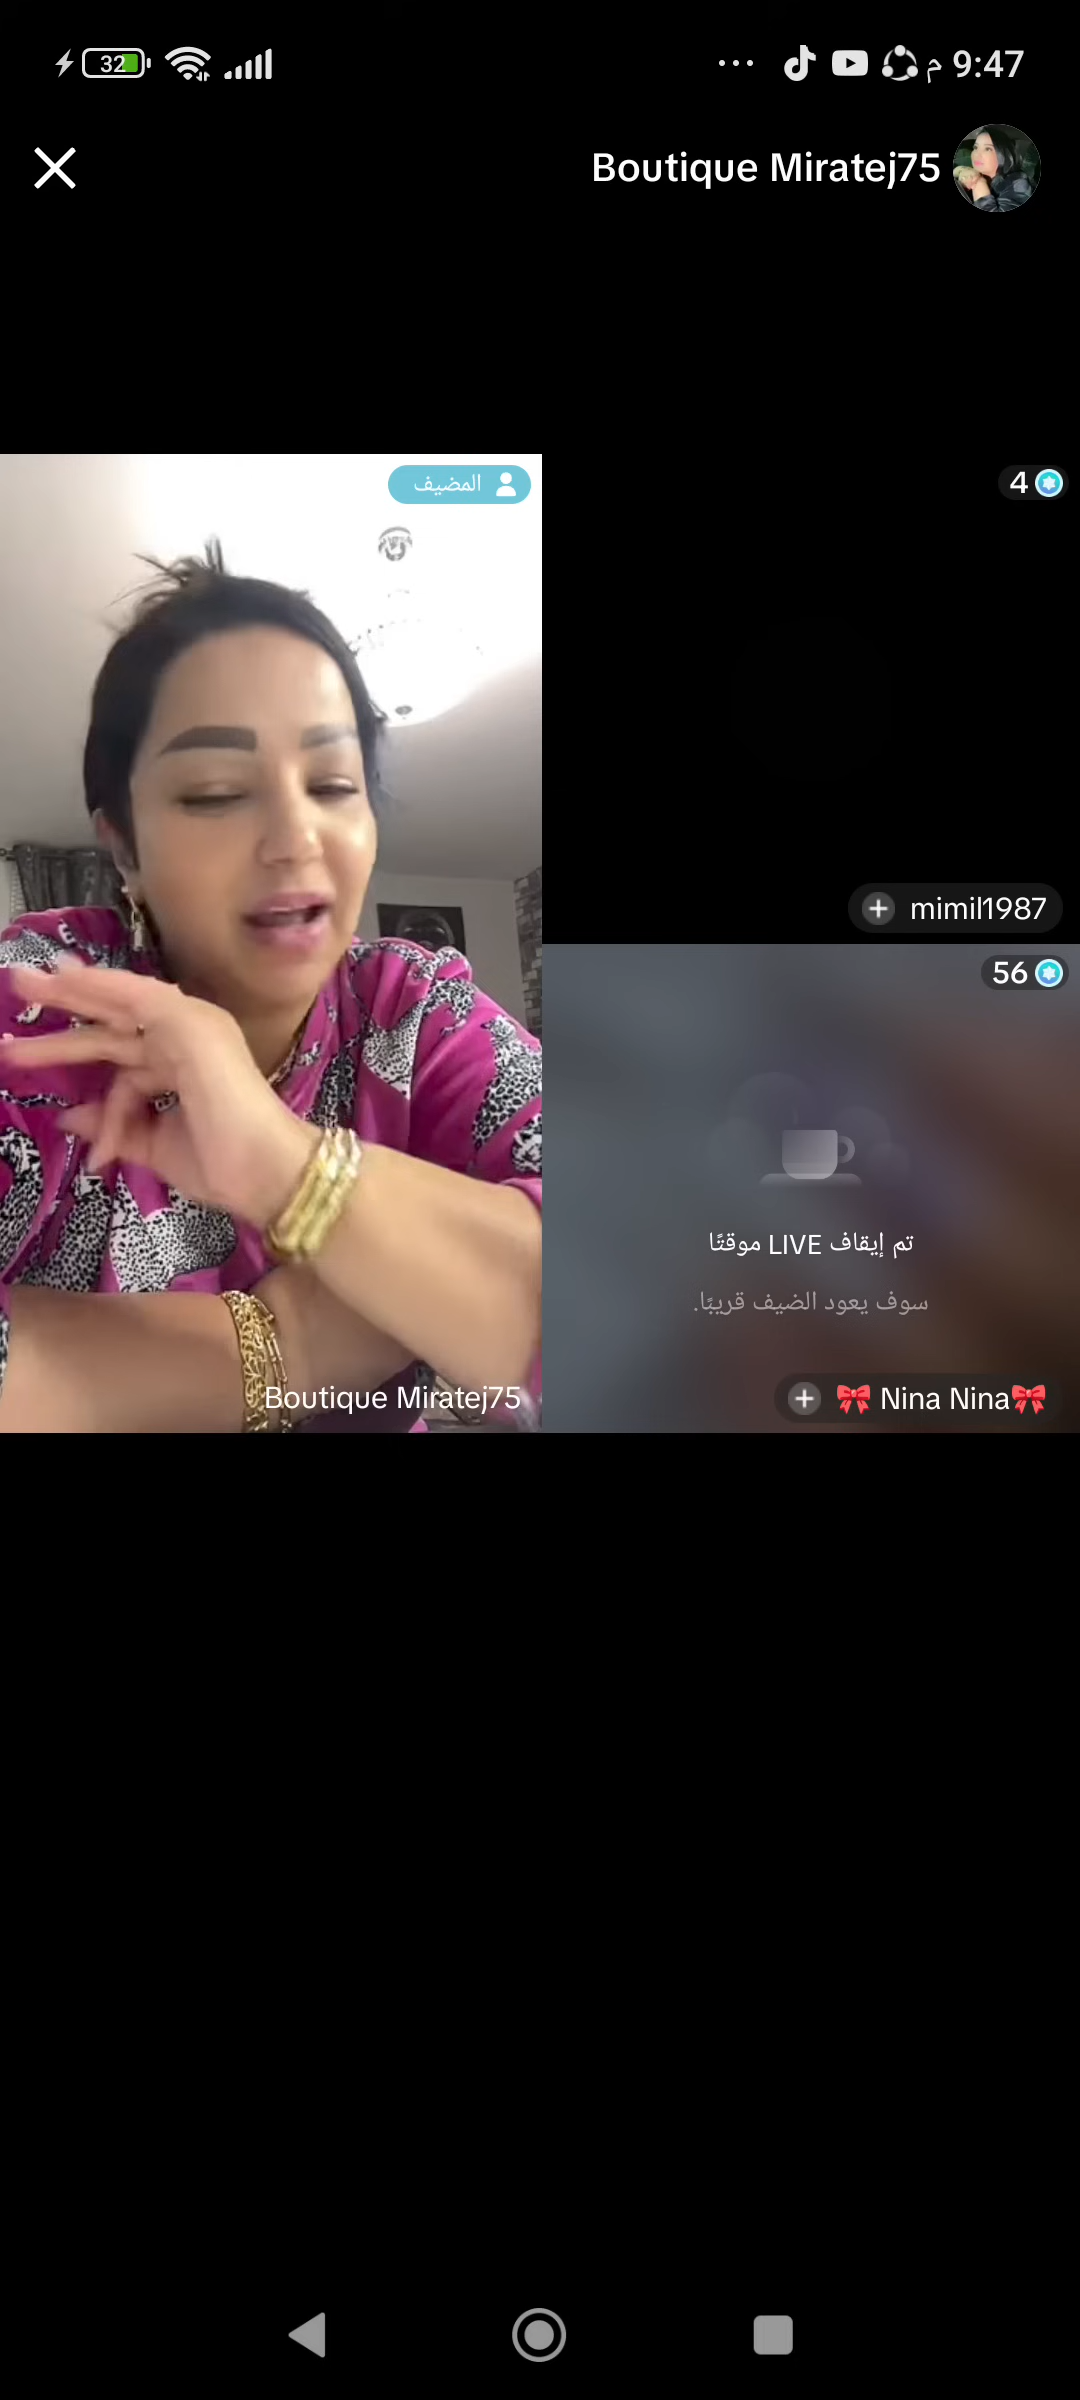 32
م 9:47
Boutique Miratej75
المضيف
4
mimil1987
56
تم إيقاف LIVE موقتًا
سوف يعود الضيف قريبًا.
🎀 Nina Nina🎀
Boutique Miratej75